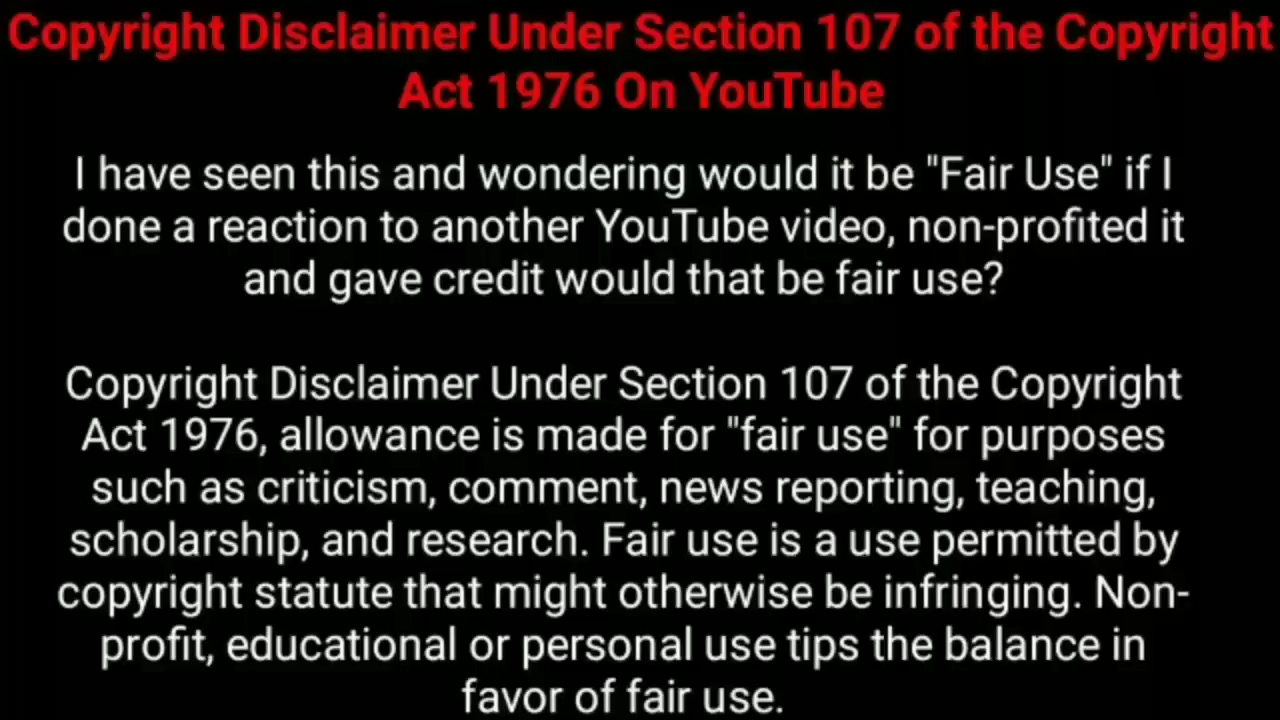 Copyright Disclaimer Under Section 107 of the Copyright
Act 1976 On YouTube
I have seen this and wondering would it be "Fair Use" if I
done a reaction to another YouTube video, non-profited it
and gave credit would that be fair use?
Copyright Disclaimer Under Section 107 of the Copyright
Act 1976, allowance is made for "fair use" for purposes
such as criticism, comment, news reporting, teaching,
scholarship, and research. Fair use is a use permitted by
copyright statute that might otherwise be infringing. Non-
profit, educational or personal use tips the balance in
favor of fair use.